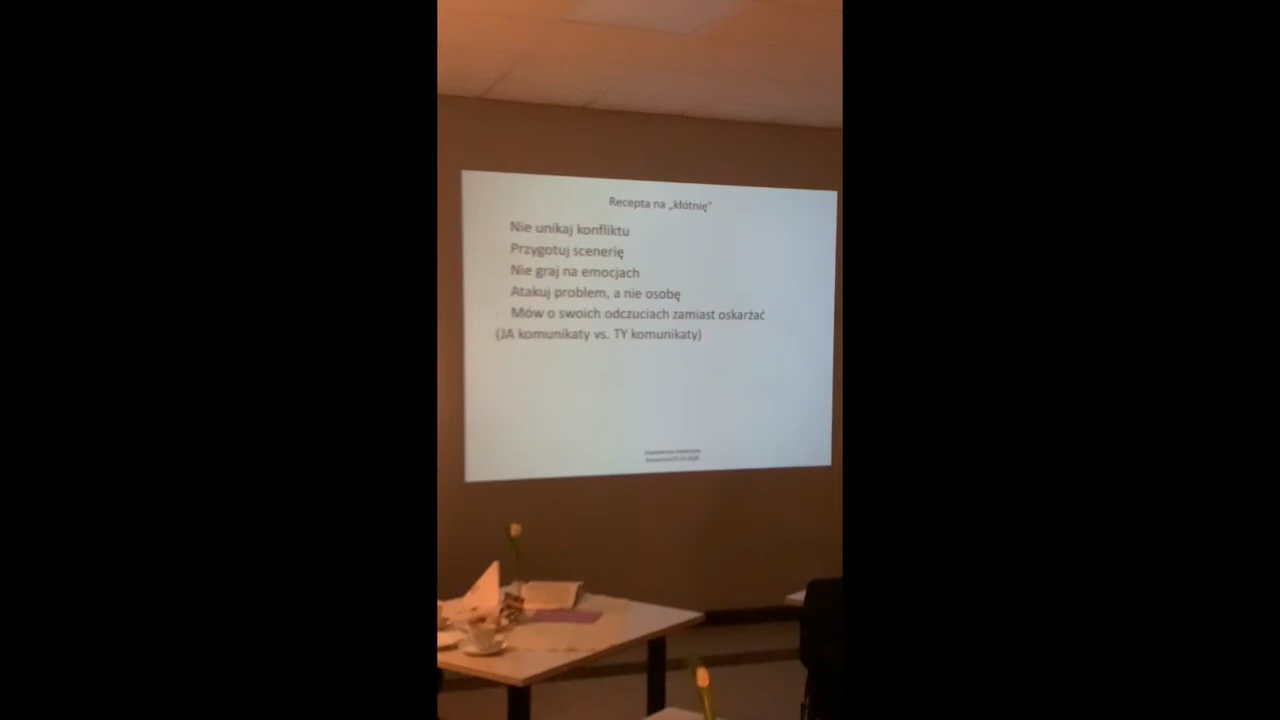 Recepta na „kłótnię”
Nie unikaj konfliktu
Przygotuj scenerię
Nie graj na emocjach
Atakuj problem, a nie osobę
Mów o swoich odczuciach zamiast oskarżać
(JA komunikaty vs. TY komunikaty)